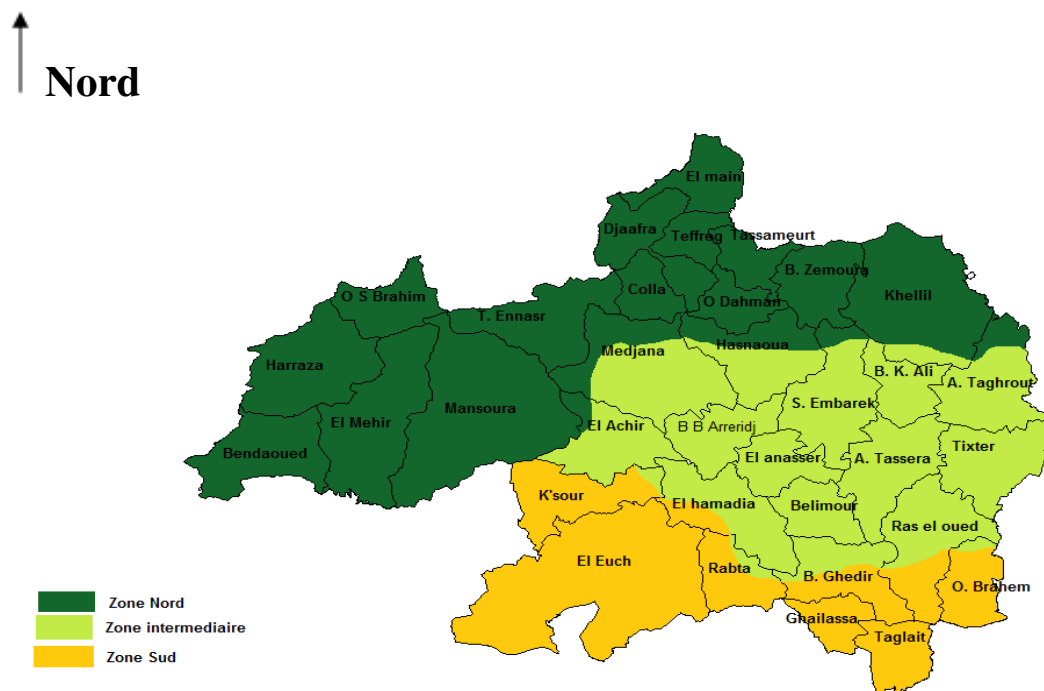 Nord
El main
Djaafra
Teffreg
Tassameurt
B. Zemoura
O S Brahim
Colla
O Dahman
Khellil
T. Ennasr
Hasnaoua
Medjana
Harraza
B. K. Ali
A. Taghrout
Mansoura
S. Embarek
El Mehir
El Achir
B B Arreridj
Bendaoued
El anasser
A. Tassera
Tixter
K'sour
El hamadia
Belimour
Ras el oued
El Euch
Rabta
B. Ghedir
O. Brahem
Ghailassa
Taglait
Zone Nord
Zone intermediaire
Zone Sud